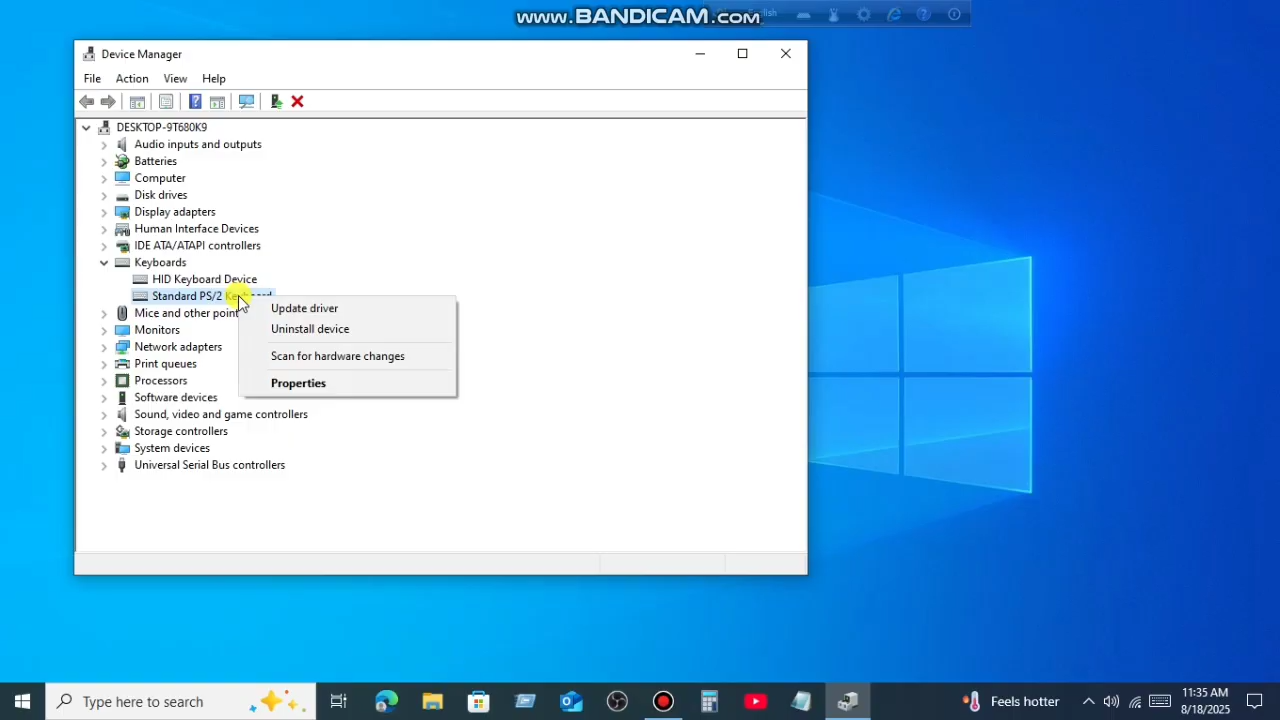 www.BANDICAM.com
English
Device Manager
File Action View Help
DESKTOP-9T680K9
Audio inputs and outputs
Batteries
Computer
Disk drives
Display adapters
Human Interface Devices
IDE ATA/ATAPI controllers
Keyboards
HID Keyboard Device
Standard PS/2 Keyboard
Mice and other point
Monitors
Network adapters
Print queues
Processors
Software devices
Sound, video and game controllers
Storage controllers
System devices
Universal Serial Bus controllers
Update driver
Uninstall device
Scan for hardware changes
Properties
Type here to search
Feels hotter
11:35 AM
8/18/2025